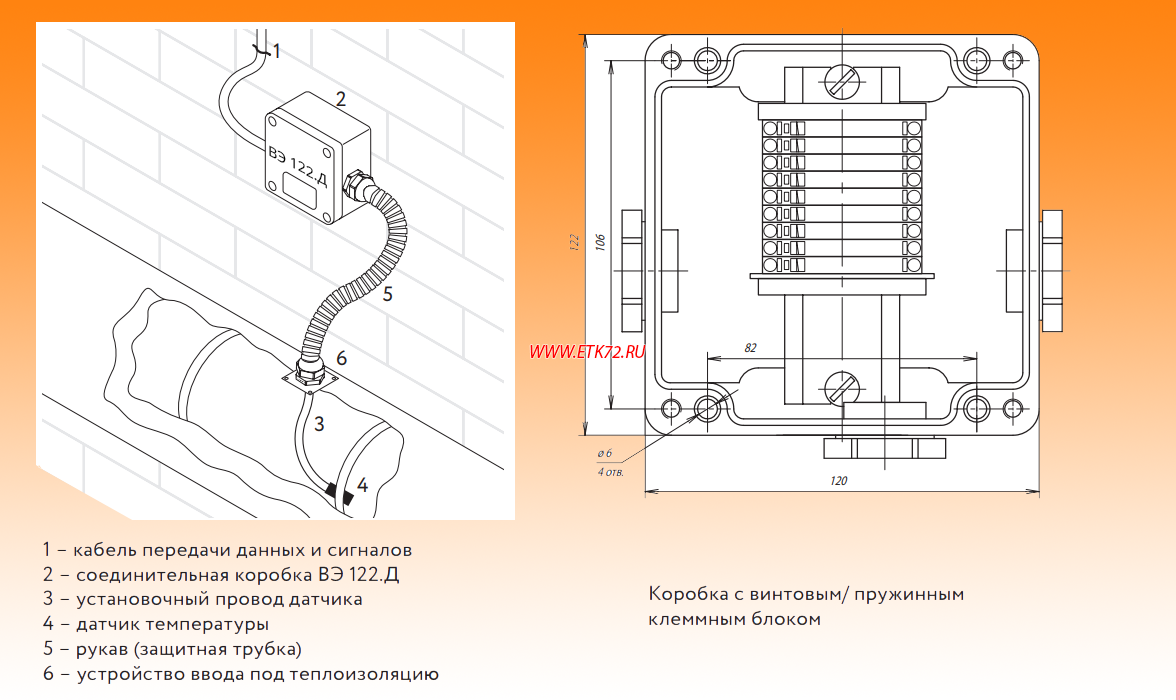 1
2
ВЭ 122.Д
5
6
3
4
122
106
82
WWW.ETK72.RU
ø 6
4 отв.
120
1 – кабель передачи данных и сигналов
2 – соединительная коробка ВЭ 122.Д
3 – установочный провод датчика
4 – датчик температуры
5 – рукав (защитная трубка)
6 – устройство ввода под теплоизоляцию
Коробка с винтовым/ пружинным
клеммным блоком